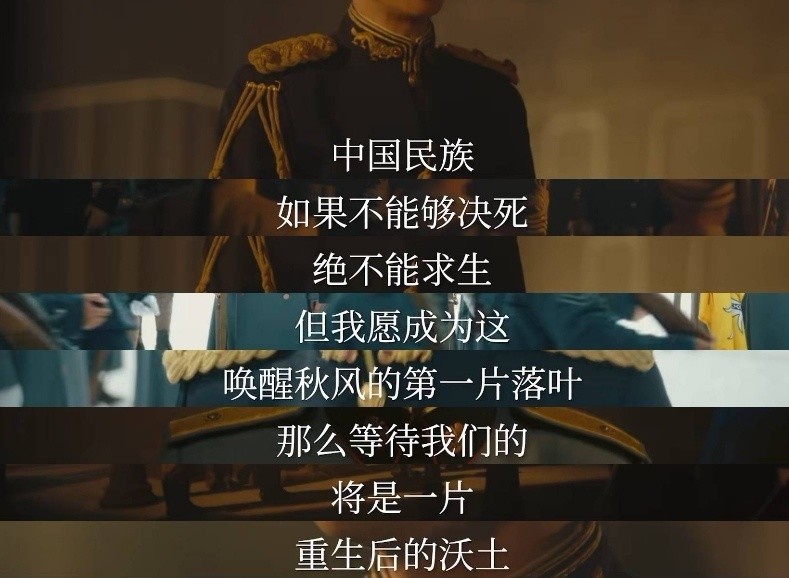 中国民族
如果不能够决死
绝不能求生
但我愿成为这
唤醒秋风的第一片落叶
那么等待我们的
将是一片
重生后的沃土